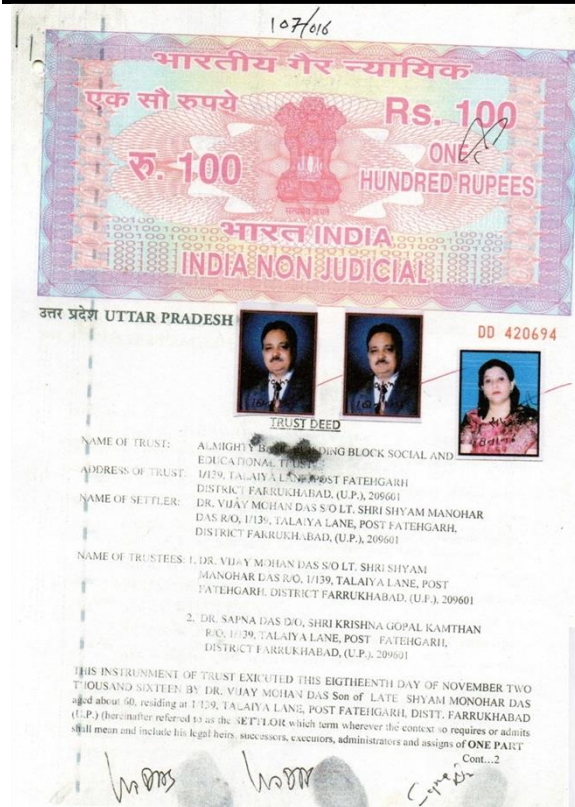 107/016
भारतीय गैर न्यायिक
एक सौ रुपये
Rs. 100
रु. 100
ONE
HUNDRED RUPEES
सत्यमेव जयते
भारत INDIA
INDIA NON JUDICIAL
उत्तर प्रदेश UTTAR PRADESH
DD 420694
TRUST DEED
NAME OF TRUST: ALMIGHTY BUILDING BLOCK SOCIAL AND
EDUCATIONAL TRUST
ADDRESS OF TRUST: 1/139, TALAIYA LANE, POST FATEHGARH
DISTRICT FARRUKHABAD, (U.P.), 209601
NAME OF SETTLER: DR. VIJAY MOHAN DAS S/O LT. SHRI SHYAM MANOHAR
DAS R/O, 1/139, TALAIYA LANE, POST FATEHGARH,
DISTRICT FARRUKHABAD, (U.P.), 209601
NAME OF TRUSTEES: 1. DR. VIJAY MOHAN DAS S/O LT. SHRI SHYAM
MANOHAR DAS R/O, 1/139, TALAIYA LANE, POST
FATEHGARH, DISTRICT FARRUKHABAD, (U.P.), 209601
2. DR. SAPNA DAS D/O, SHRI KRISHNA GOPAL KAMTHAN
R/O, 1/139, TALAIYA LANE, POST FATEHGARH,
DISTRICT FARRUKHABAD, (U.P.), 209601
THIS INSTRUNMENT OF TRUST EXICUTED THIS EIGTHEENTH DAY OF NOVEMBER TWO
THOUSAND SIXTEEN BY DR. VIJAY MOHAN DAS Son of LATE SHYAM MONOHAR DAS
aged about 60, residing at 1/139, TALAIYA LANE, POST FATEHGARH, DISTT. FARRUKHABAD
(U.P.) (hereinafter referred to as the SETTLOR which term wherever the context so requires or admits
shall mean and include his legal heirs, successors, executors, administrators and assigns of ONE PART
Cont...2